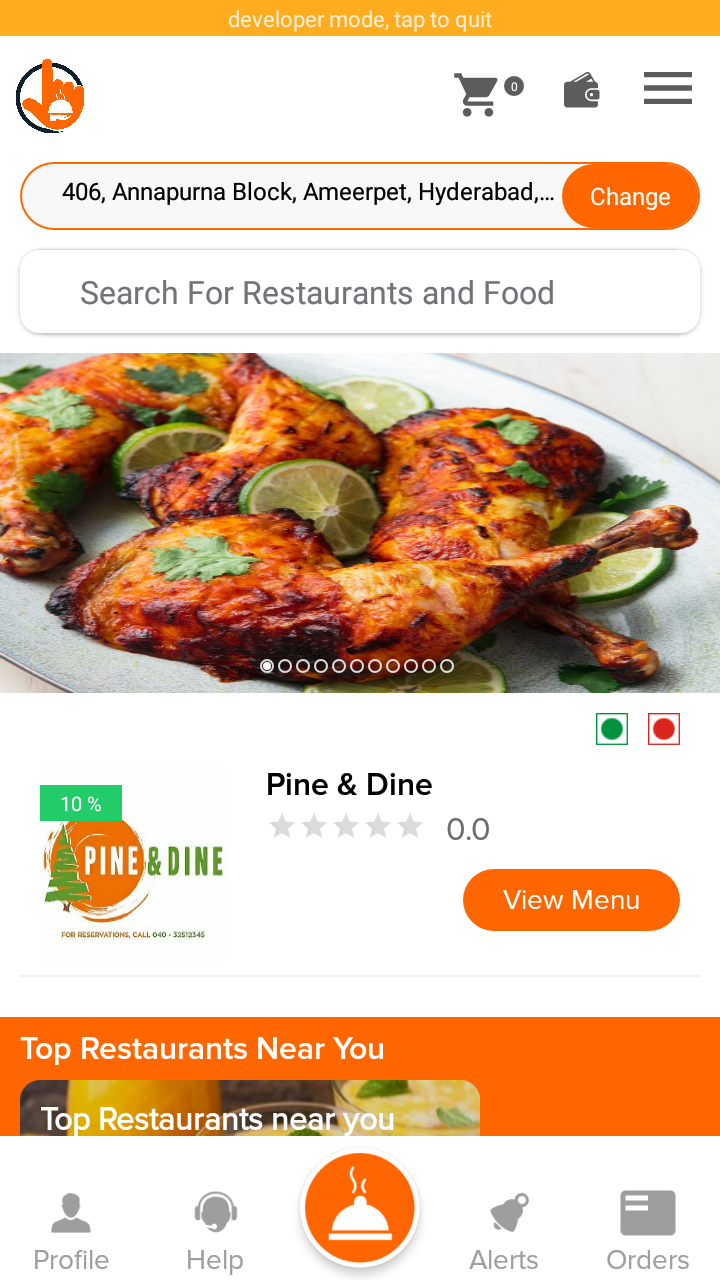 developer mode, tap to quit
0
406, Annapurna Block, Ameerpet, Hyderabad,...
Change
Search For Restaurants and Food
10 %
PINE & DINE
FOR RESERVATIONS, CALL 040 - 32512345
Pine & Dine
0.0
View Menu
Top Restaurants Near You
Top Restaurants near you
Profile
Help
Alerts
Orders